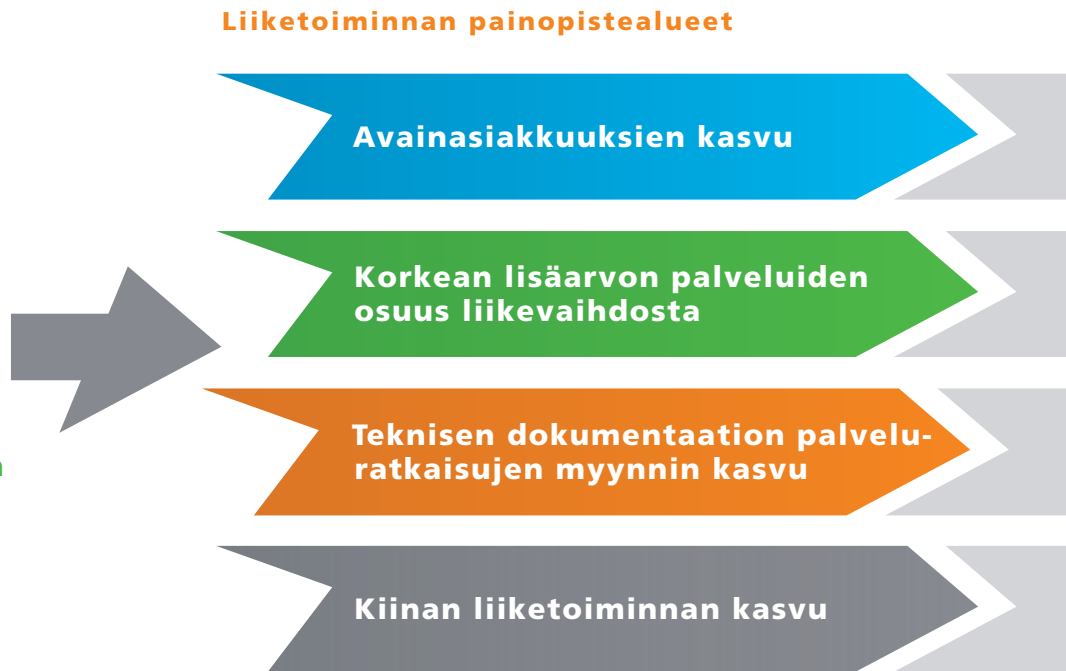 Liiketoiminnan painopistealueet
Avainasiakkuuksien kasvu
Korkean lisäarvon palveluiden
osuus liikevaihdosta
Teknisen dokumentaation palvelu-
ratkaisujen myynnin kasvu
Kiinan liiketoiminnan kasvu